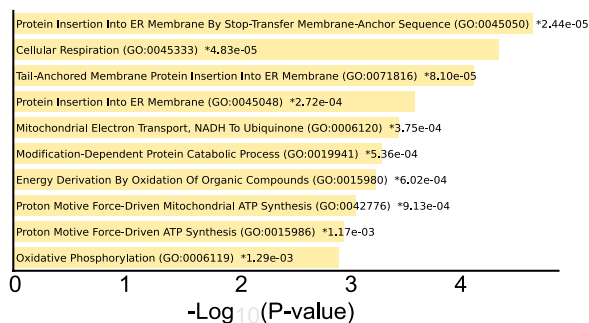 Protein Insertion Into ER Membrane By Stop-Transfer Membrane-Anchor Sequence (GO:0045050) *2.44e-05
Cellular Respiration (GO:0045333) *4.83e-05
Tail-Anchored Membrane Protein Insertion Into ER Membrane (GO:0071816) *8.10e-05
Protein Insertion Into ER Membrane (GO:0045048) *2.72e-04
Mitochondrial Electron Transport, NADH To Ubiquinone (GO:0006120) *3.75e-04
Modification-Dependent Protein Catabolic Process (GO:0019941) *5.36e-04
Energy Derivation By Oxidation Of Organic Compounds (GO:0015980) *6.02e-04
Proton Motive Force-Driven Mitochondrial ATP Synthesis (GO:0042776) *9.13e-04
Proton Motive Force-Driven ATP Synthesis (GO:0015986) *1.17e-03
Oxidative Phosphorylation (GO:0006119) *1.29e-03
0 1 2 3 4
-Log10(P-value)